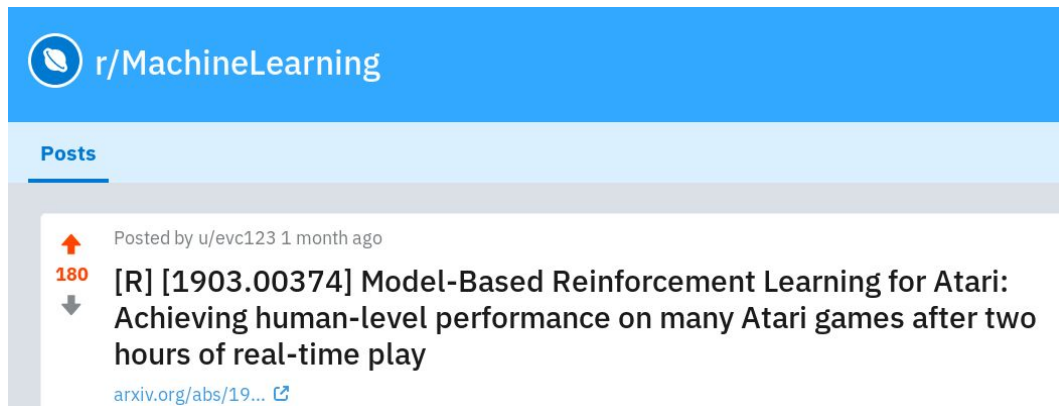 r/MachineLearning
Posts
Posted by u/evc123 1 month ago
180
[R] [1903.00374] Model-Based Reinforcement Learning for Atari:
Achieving human-level performance on many Atari games after two
hours of real-time play
arxiv.org/abs/19...